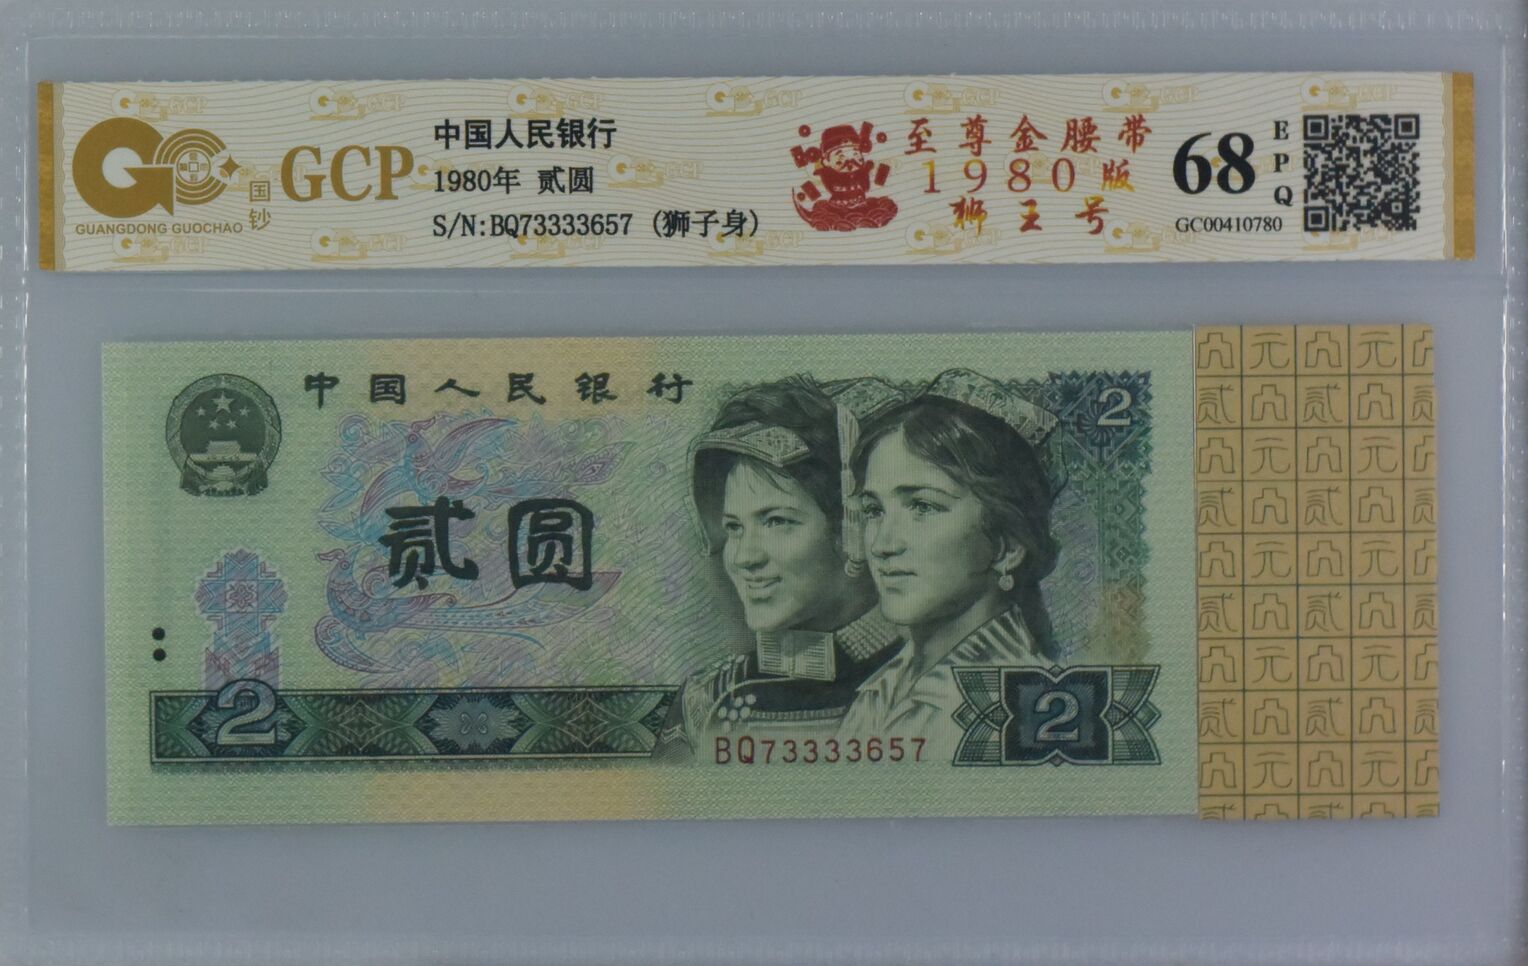 GCP
国钞
GUANGDONG GUOCHAO
中国人民银行
1980年 贰圆
S/N:BQ73333657 (狮子身)
至尊金腰带
1980版
狮王号
68
EPQ
GC00410780
中国人民银行
2
贰圆
2
BQ73333657
2